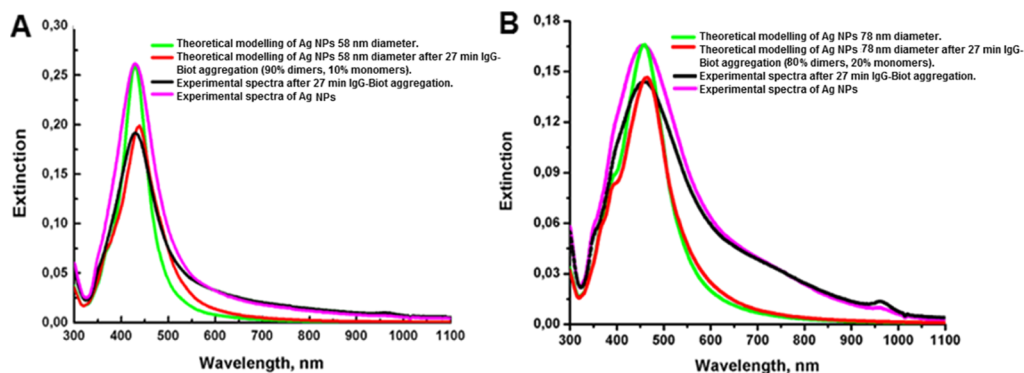 A
0,30
0,25
0,20
0,15
0,10
0,05
0,00
Extinction
Theoretical modelling of Ag NPs 58 nm diameter.
Theoretical modelling of Ag NPs 58 nm diameter after 27 min IgG-
Biot aggregation (90% dimers, 10% monomers).
Experimental spectra after 27 min IgG-Biot aggregation.
Experimental spectra of Ag NPs
300 400 500 600 700 800 900 1000 1100
Wavelength, nm
B
0,18
0,15
0,12
0,09
0,06
0,03
0,00
Extinction
Theoretical modelling of Ag NPs 78 nm diameter.
Theoretical modelling of Ag NPs 78 nm diameter after 27 min IgG-
Biot aggregation (80% dimers, 20% monomers).
Experimental spectra after 27 min IgG-Biot aggregation.
Experimental spectra of Ag NPs
300 400 500 600 700 800 900 1000 1100
Wavelength, nm